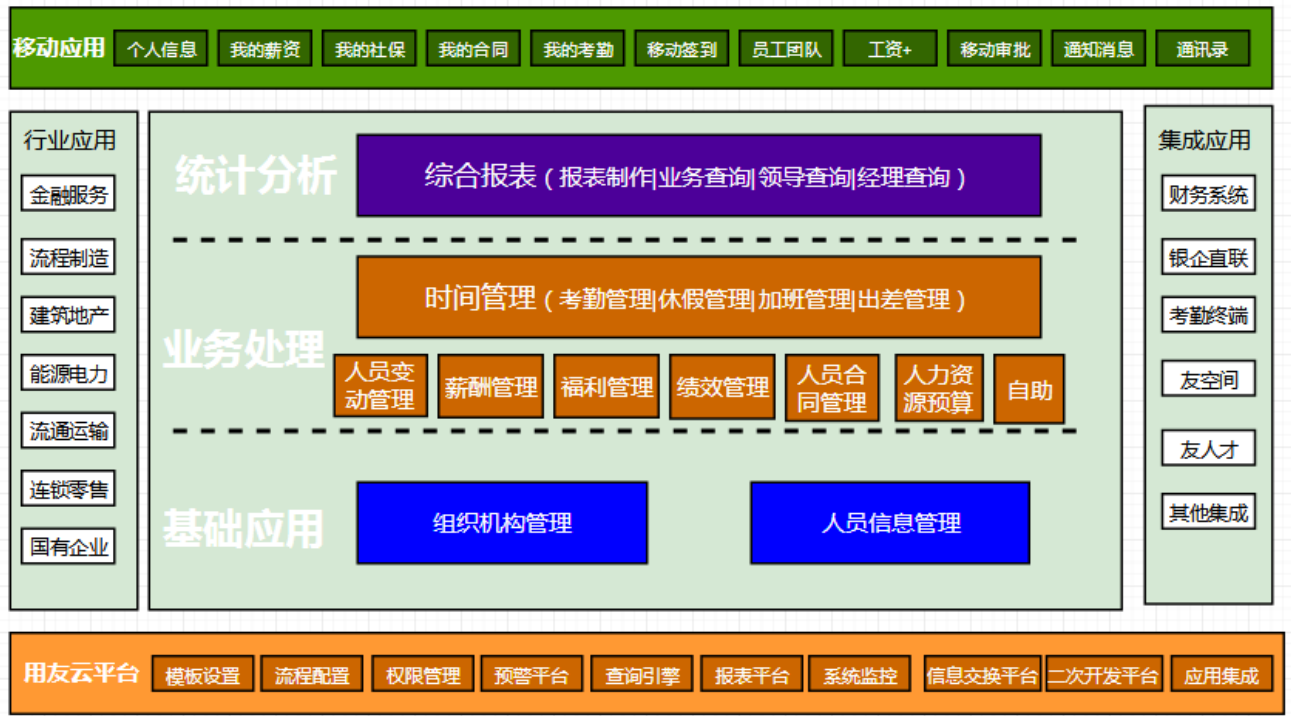 移动应用 个人信息 我的薪资 我的社保 我的合同 我的考勤 移动签到 员工团队 工资+ 移动审批 通知消息 通讯录
行业应用
金融服务
流程制造
建筑地产
能源电力
流通运输
连锁零售
国有企业
统计分析
综合报表（报表制作|业务查询|领导查询|经理查询）
业务处理
时间管理（考勤管理|休假管理|加班管理|出差管理）
人员变
动管理
薪酬管理
福利管理
绩效管理
人员合
同管理
人力资
源预算
自助
基础应用
组织机构管理
人员信息管理
集成应用
财务系统
银企直联
考勤终端
友空间
友人才
其他集成
用友云平台 模板设置 流程配置 权限管理 预警平台 查询引擎 报表平台 系统监控 信息交换平台 二次开发平台 应用集成